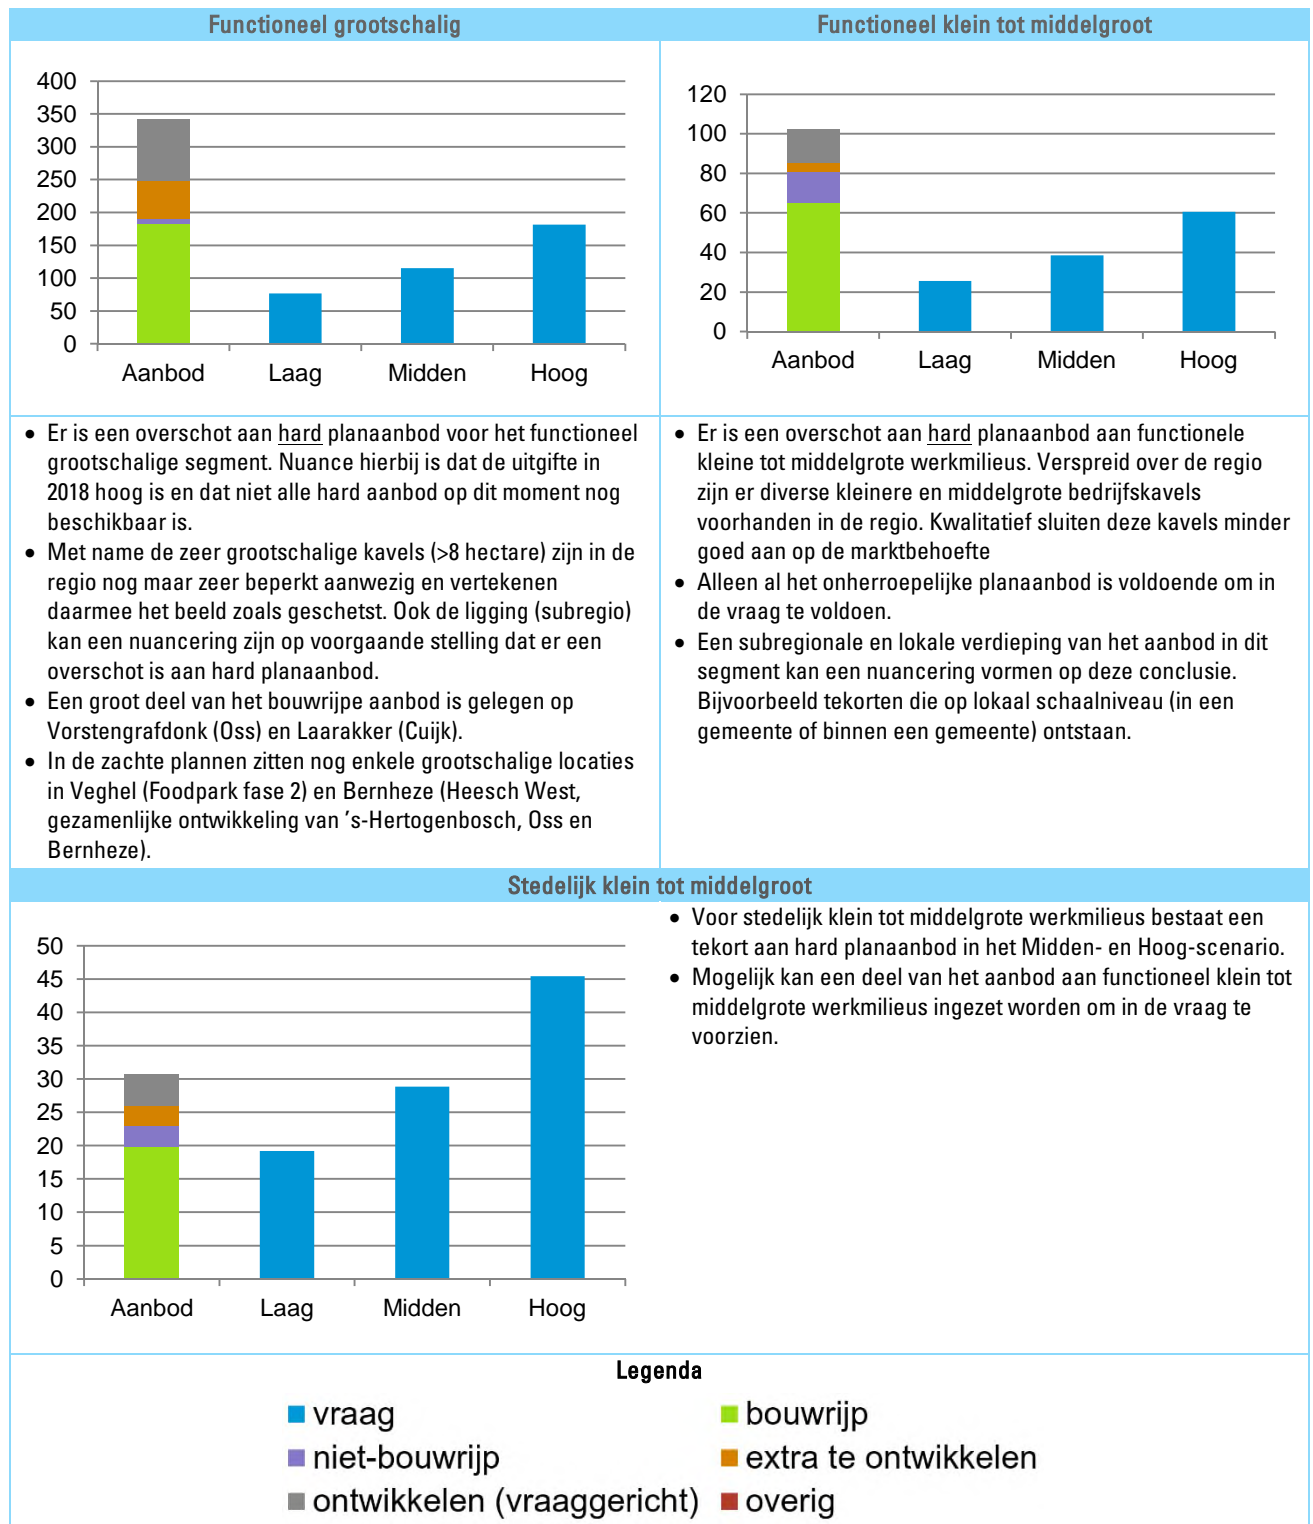 Functioneel grootschalig
400
350
300
250
200
150
100
50
0
Aanbod Laag Midden Hoog
• Er is een overschot aan hard planaanbod voor het functioneel
grootschalige segment. Nuance hierbij is dat de uitgifte in
2018 hoog is en dat niet alle hard aanbod op dit moment nog
beschikbaar is.
• Met name de zeer grootschalige kavels (>8 hectare) zijn in de
regio nog maar zeer beperkt aanwezig en vertekenen
daarmee het beeld zoals geschetst. Ook de ligging (subregio)
kan een nuancering zijn op voorgaande stelling dat er een
overschot is aan hard planaanbod.
• Een groot deel van het bouwrijpe aanbod is gelegen op
Vorstengrafdonk (Oss) en Laarakker (Cuijk).
• In de zachte plannen zitten nog enkele grootschalige locaties
in Veghel (Foodpark fase 2) en Bernheze (Heesch West,
gezamenlijke ontwikkeling van ’s-Hertogenbosch, Oss en
Bernheze).
Functioneel klein tot middelgroot
120
100
80
60
40
20
0
Aanbod Laag Midden Hoog
• Er is een overschot aan hard planaanbod aan functionele
kleine tot middelgrote werkmilieus. Verspreid over de regio
zijn er diverse kleinere en middelgrote bedrijfskavels
voorhanden in de regio. Kwalitatief sluiten deze kavels minder
goed aan op de marktbehoefte
• Alleen al het onherroepelijke planaanbod is voldoende om in
de vraag te voldoen.
• Een subregionale en lokale verdieping van het aanbod in dit
segment kan een nuancering vormen op deze conclusie.
Bijvoorbeeld tekorten die op lokaal schaalniveau (in een
gemeente of binnen een gemeente) ontstaan.
Stedelijk klein tot middelgroot
50
45
40
35
30
25
20
15
10
5
0
Aanbod Laag Midden Hoog
• Voor stedelijk klein tot middelgrote werkmilieus bestaat een
tekort aan hard planaanbod in het Midden- en Hoog-scenario.
• Mogelijk kan een deel van het aanbod aan functioneel klein tot
middelgrote werkmilieus ingezet worden om in de vraag te
voorzien.
Legenda
vraag bouwrijp
niet-bouwrijp extra te ontwikkelen
ontwikkelen (vraaggericht) overig